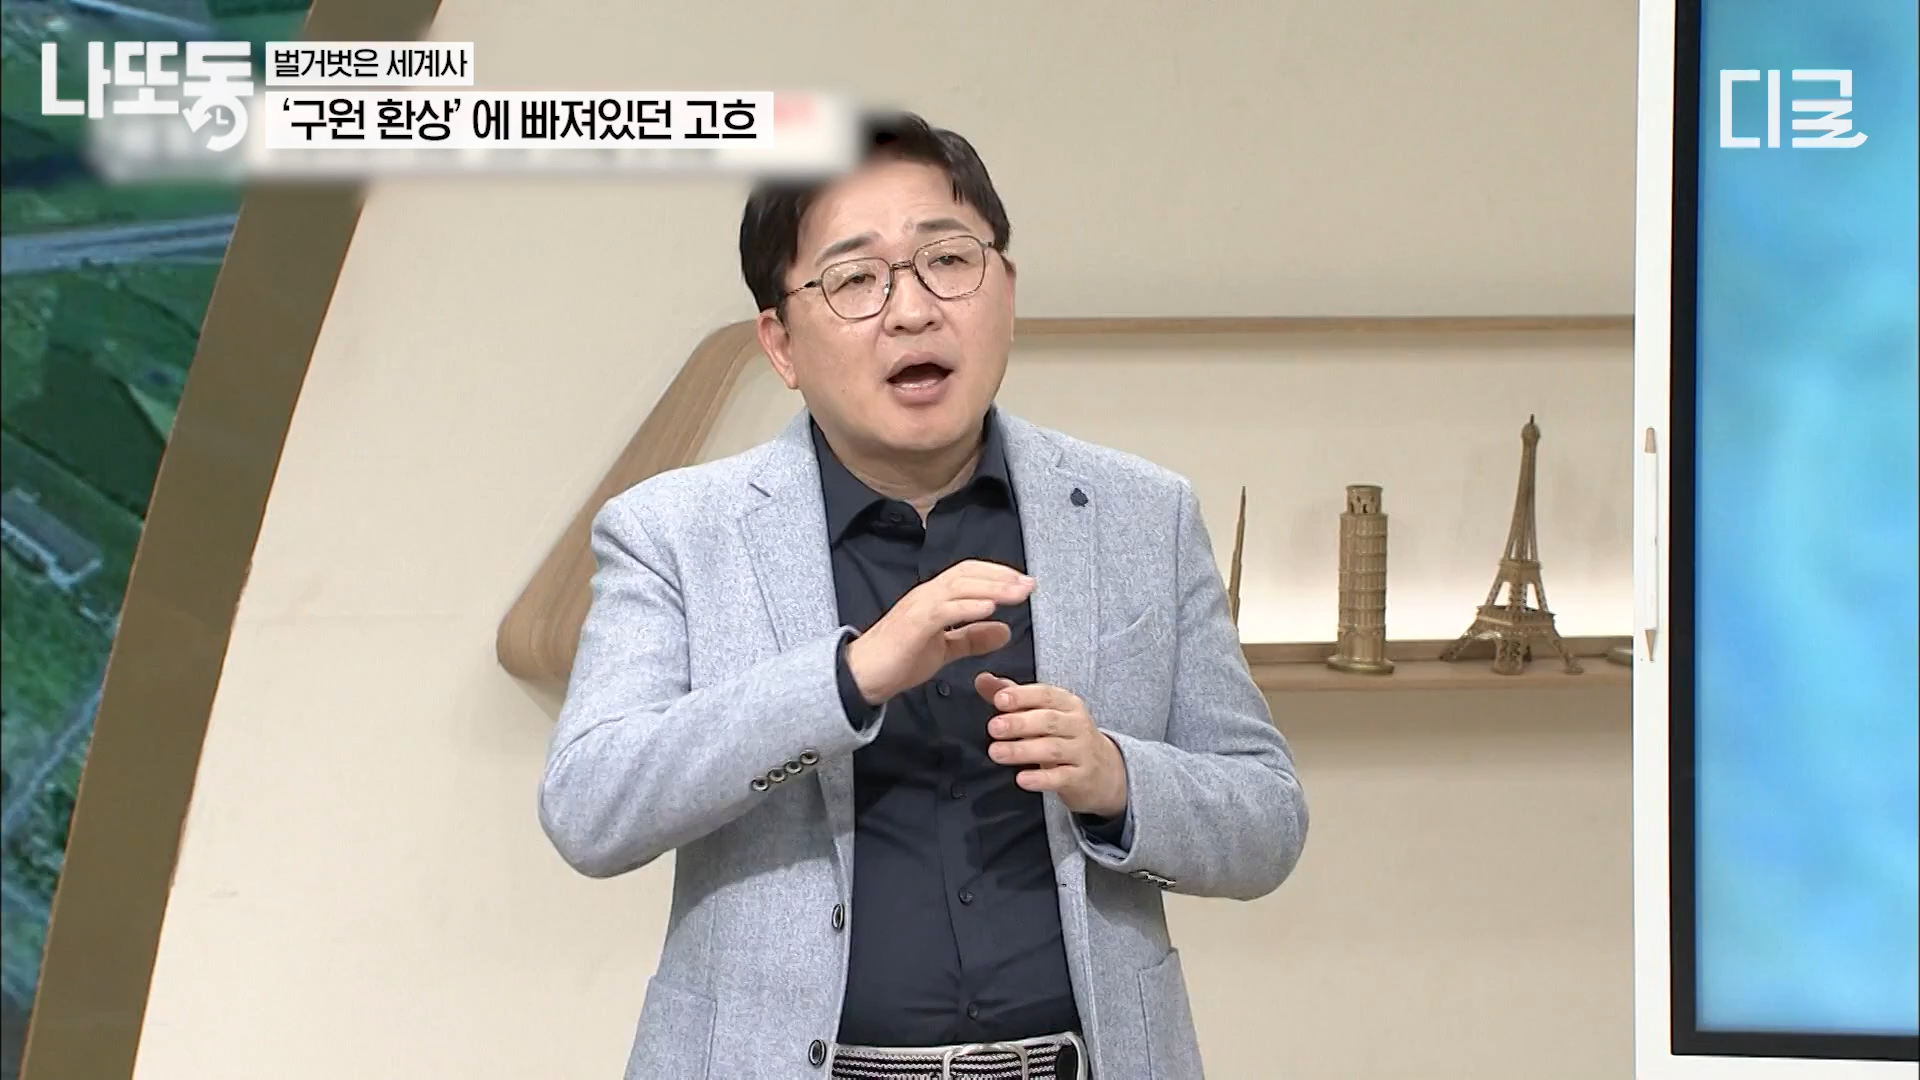 나또동
벌거벗은 세계사
‘구원 환상’ 에 빠져있던 고흐
디글